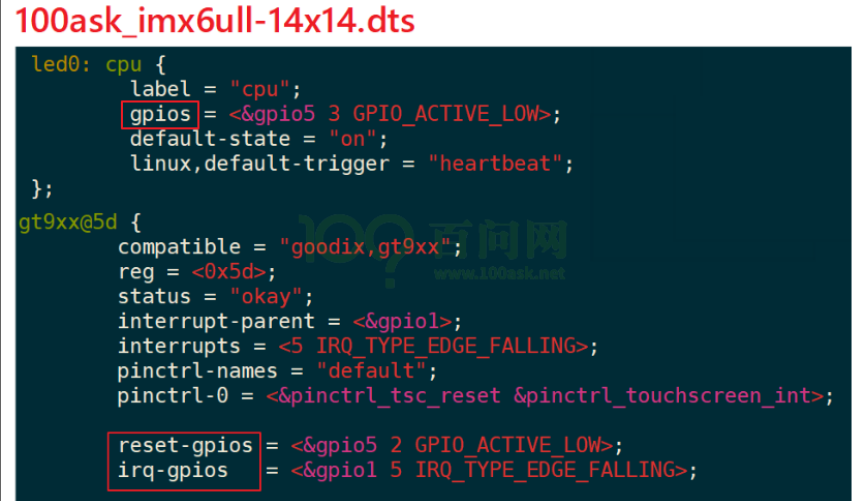 100ask_imx6ull-14x14.dts
led0: cpu {
label = "cpu";
gpios = <&gpio5 3 GPIO_ACTIVE_LOW>;
default-state = "on";
linux,default-trigger = "heartbeat";
};
gt9xx@5d {
compatible = "goodix,gt9xx";
reg = <0x5d>;
status = "okay";
interrupt-parent = <&gpio1>;
interrupts = <5 IRQ_TYPE_EDGE_FALLING>;
pinctrl-names = "default";
pinctrl-0 = <&pinctrl_tsc_reset &pinctrl_touchscreen_int>;
reset-gpios = <&gpio5 2 GPIO_ACTIVE_LOW>;
irq-gpios = <&gpio1 5 IRQ_TYPE_EDGE_FALLING>;
100 百问网
www.100ask.net